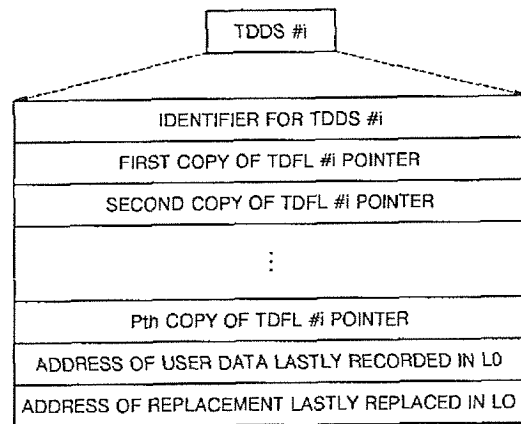 TDDS #i
IDENTIFIER FOR TDDS #i
FIRST COPY OF TDFL #i POINTER
SECOND COPY OF TDFL #i POINTER
⋮
Pth COPY OF TDFL #i POINTER
ADDRESS OF USER DATA LASTLY RECORDED IN L0
ADDRESS OF REPLACEMENT LASTLY REPLACED IN LO